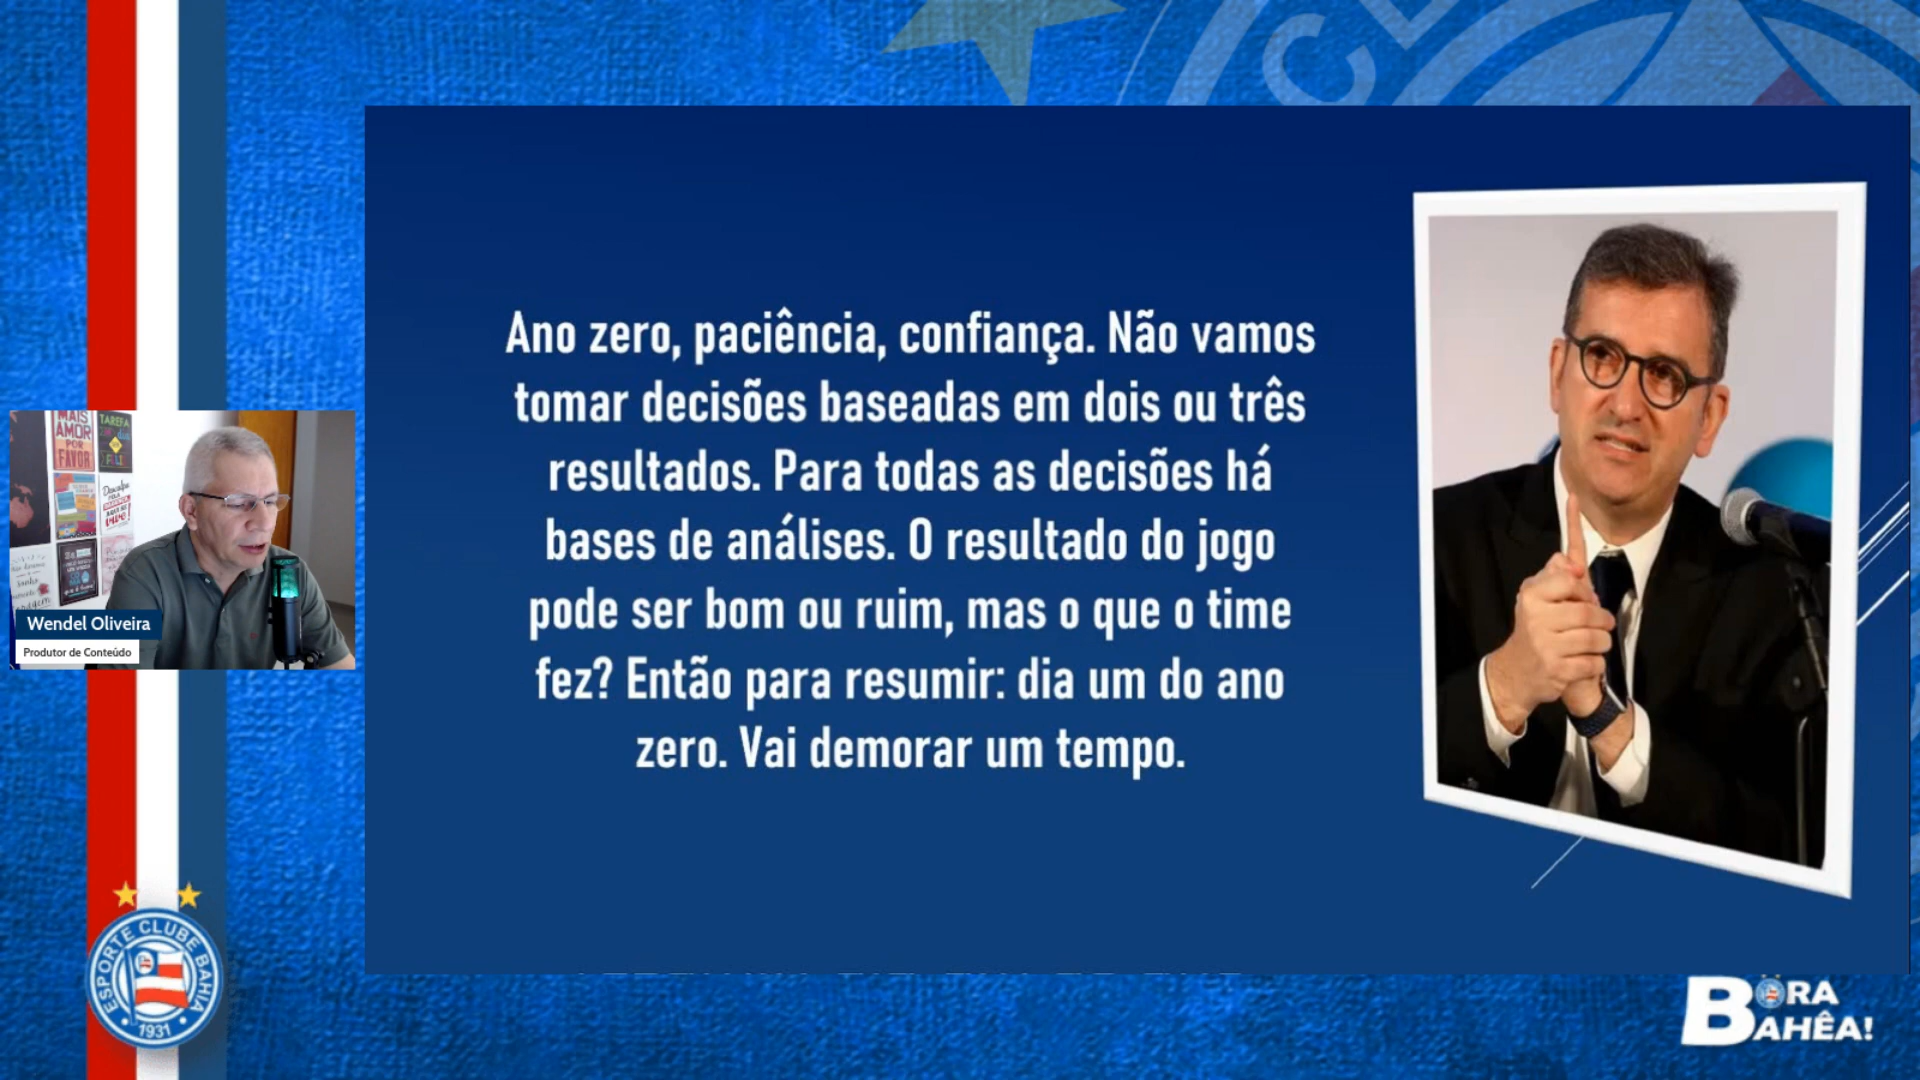 Ano zero, paciência, confiança. Não vamos
tomar decisões baseadas em dois ou três
resultados. Para todas as decisões há
bases de análises. O resultado do jogo
pode ser bom ou ruim, mas o que o time
fez? Então para resumir: dia um do ano
zero. Vai demorar um tempo.
MAIS
AMOR
POR
FAVOR
TAREFA
Wendel Oliveira
Produtor de Conteúdo
ESPORTE CLUBE BAHIA
1931
BORA
BAHÊA!